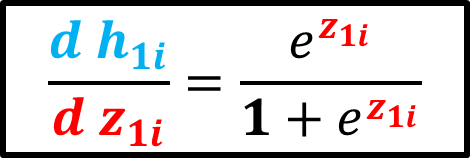 d h₁ᵢ / d z₁ᵢ = e^(z₁ᵢ) / (1 + e^(z₁ᵢ))